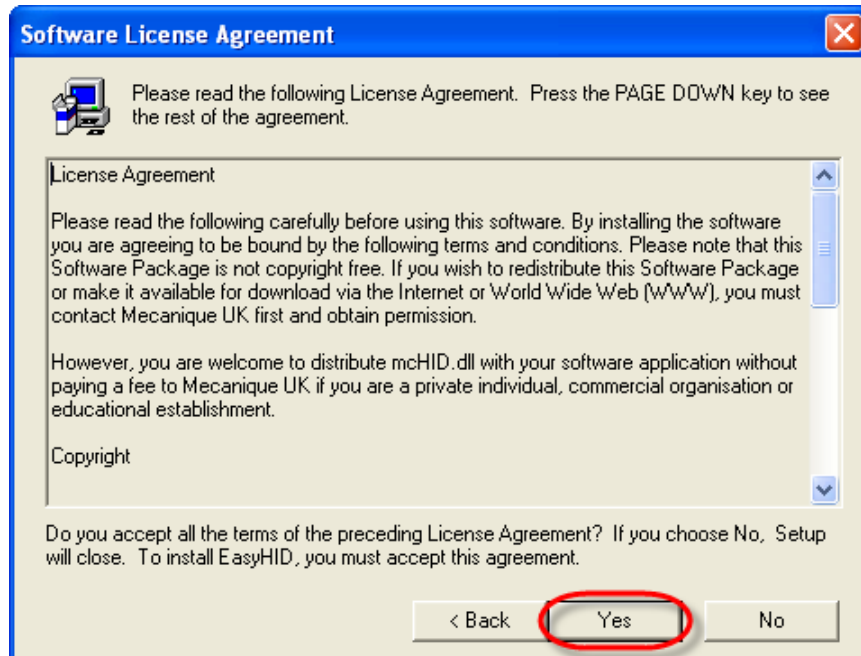 Software License Agreement
Please read the following License Agreement. Press the PAGE DOWN key to see
the rest of the agreement.
License Agreement
Please read the following carefully before using this software. By installing the software
you are agreeing to be bound by the following terms and conditions. Please note that this
Software Package is not copyright free. If you wish to redistribute this Software Package
or make it available for download via the Internet or World Wide Web (WWW), you must
contact Mecanique UK first and obtain permission.
However, you are welcome to distribute mcHID.dll with your software application without
paying a fee to Mecanique UK if you are a private individual, commercial organisation or
educational establishment.
Copyright
Do you accept all the terms of the preceding License Agreement? If you choose No, Setup
will close. To install EasyHID, you must accept this agreement.
< Back
Yes
No